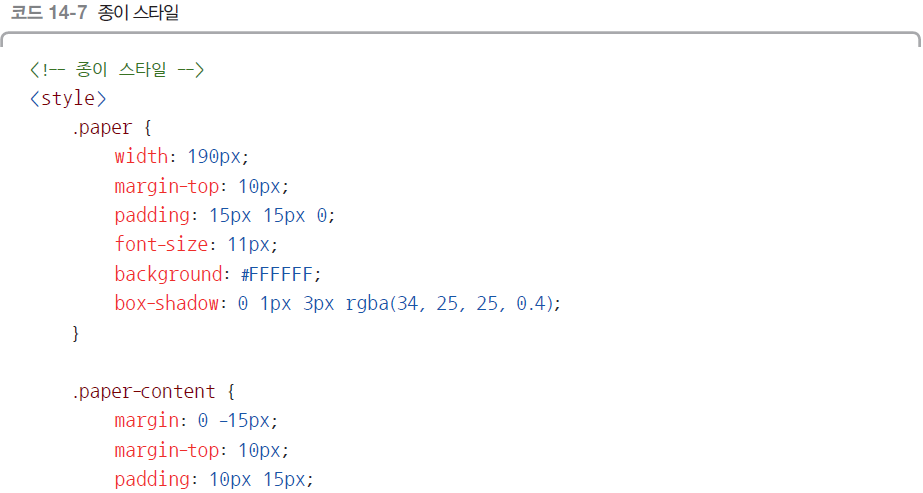 코드 14-7 종이 스타일
<!-- 종이 스타일 -->
<style>
.paper {
width: 190px;
margin-top: 10px;
padding: 15px 15px 0;
font-size: 11px;
background: #FFFFFF;
box-shadow: 0 1px 3px rgba(34, 25, 25, 0.4);
}
.paper-content {
margin: 0 -15px;
margin-top: 10px;
padding: 10px 15px;